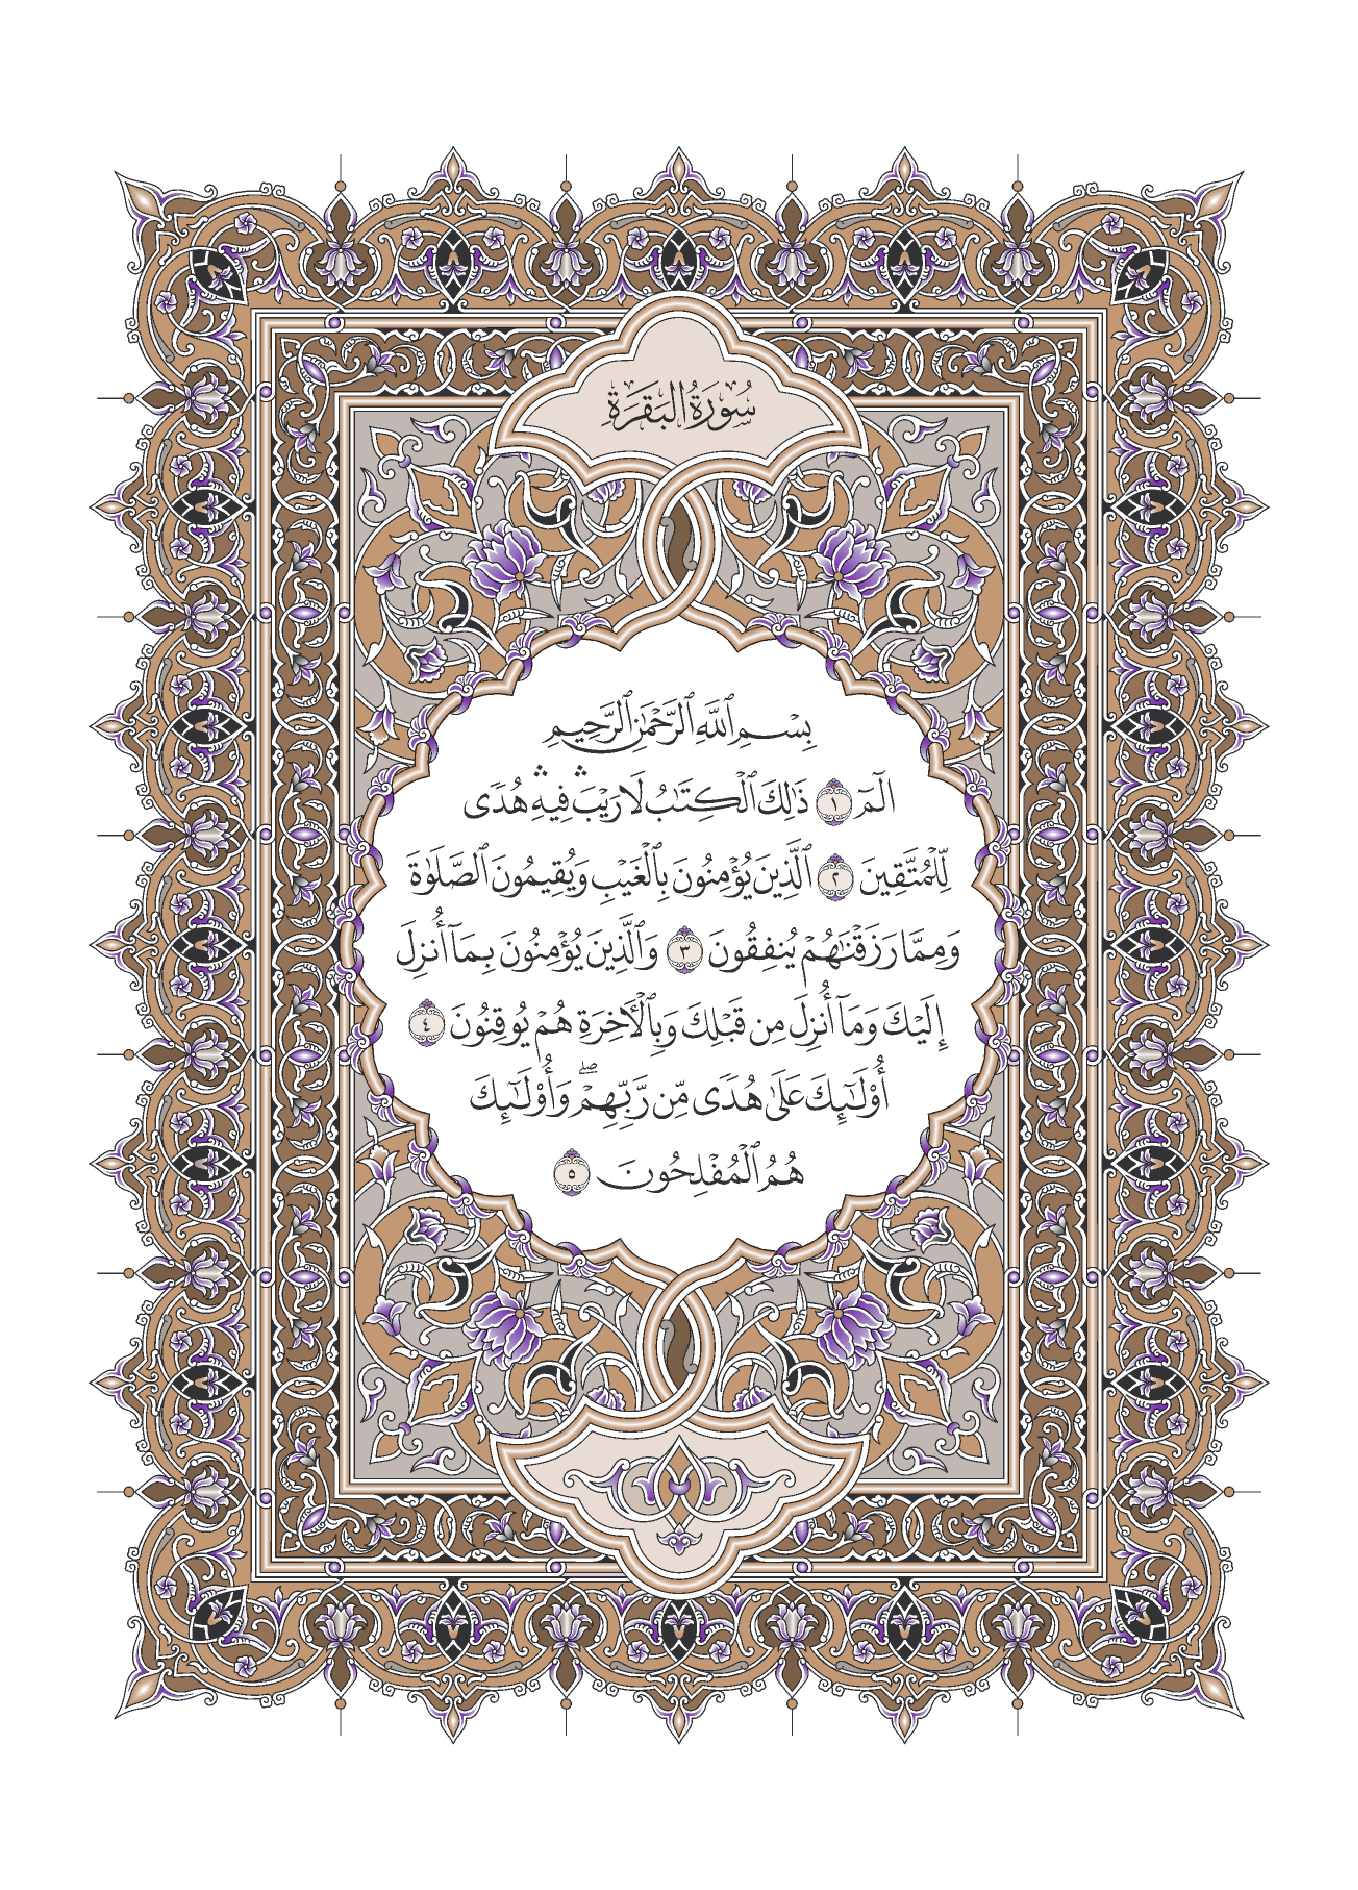 سُورَةُ البَقَرَةِ
بِسْمِ ٱللَّهِ ٱلرَّحْمَٰنِ ٱلرَّحِيمِ
الٓمٓ ١ ذَٰلِكَ ٱلْكِتَٰبُ لَا رَيْبَۛ فِيهِۛ هُدًى
لِّلْمُتَّقِينَ ٢ ٱلَّذِينَ يُؤْمِنُونَ بِٱلْغَيْبِ وَيُقِيمُونَ ٱلصَّلَوٰةَ
وَمِمَّا رَزَقْنَٰهُمْ يُنفِقُونَ ٣ وَٱلَّذِينَ يُؤْمِنُونَ بِمَآ أُنزِلَ
إِلَيْكَ وَمَآ أُنزِلَ مِن قَبْلِكَ وَبِٱلْأَخِرَةِ هُمْ يُوقِنُونَ ٤
أُو۟لَٰٓئِكَ عَلَىٰ هُدًى مِّن رَّبِّهِمْۖ وَأُو۟لَٰٓئِكَ
هُمُ ٱلْمُفْلِحُونَ ٥